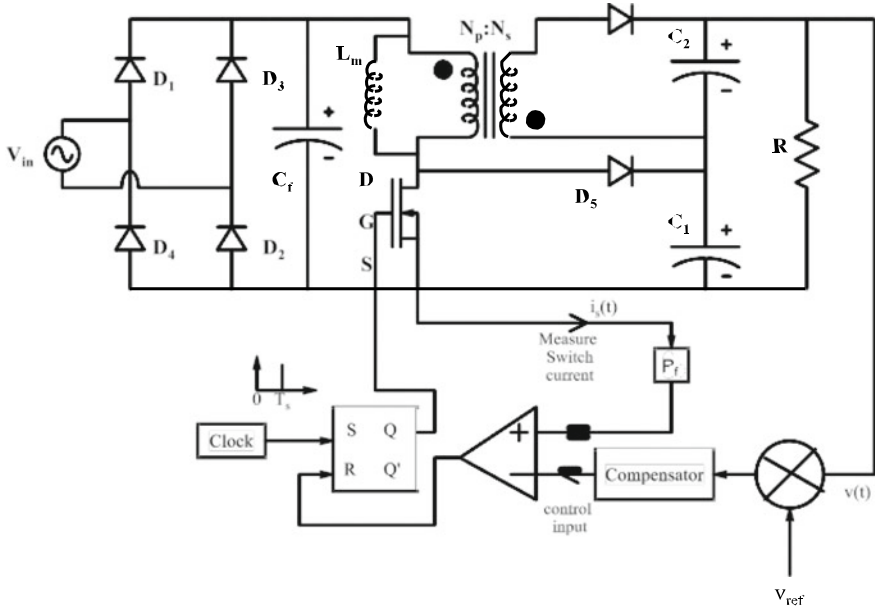 Np:Ns
C2
+
-
Lm
D1
D3
Vin
+
-
Cf
R
D
D5
G
C1
+
-
S
D4
D2
is(t)
Measure
Switch
current
Pf
0 Ts
Clock
S Q
R Q'
+
-
Compensator
control
input
v(t)
vref